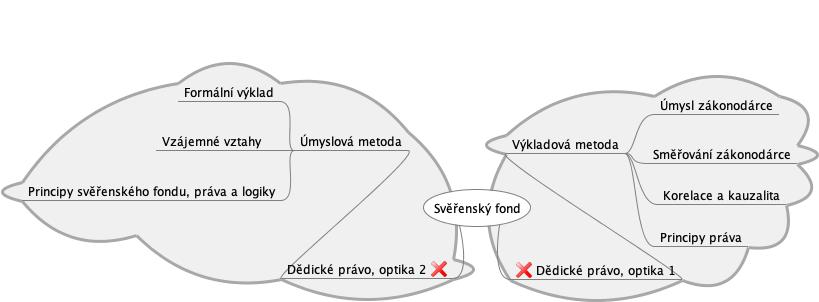 Formální výklad
Vzájemné vztahy
Úmyslová metoda
Principy svěřenského fondu, práva a logiky
Dědické právo, optika 2
Svěřenský fond
Úmysl zákonodárce
Výkladová metoda
Směřování zákonodárce
Korelace a kauzalita
Principy práva
Dědické právo, optika 1